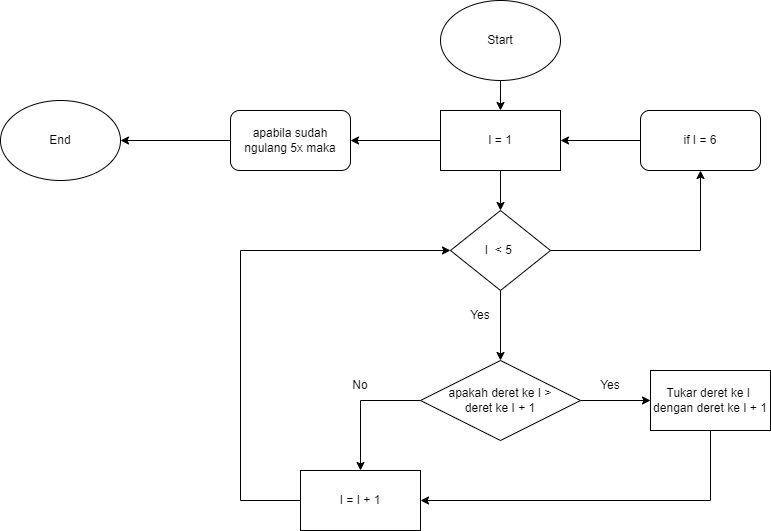 Start
End
apabila sudah
ngulang 5x maka
I = 1
if I = 6
I < 5
Yes
No
apakah deret ke I >
deret ke I + 1
Yes
Tukar deret ke I
dengan deret ke I + 1
I = I + 1